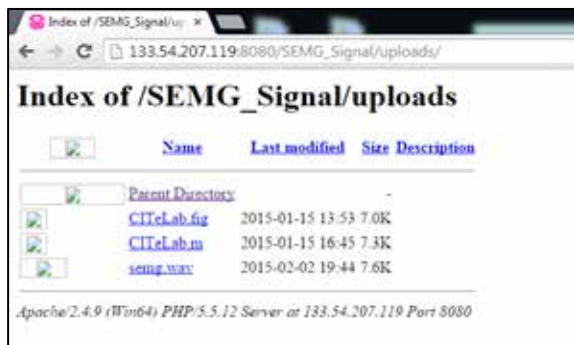 Index of /SEMG_Signal/up
133.54.207.119:8080/SEMG_Signal/uploads/
Index of /SEMG_Signal/uploads
Name Last modified Size Description
Parent Directory -
CITeLab.fig 2015-01-15 13:53 7.0K
CITeLab.m 2015-01-15 16:45 7.3K
semg.wav 2015-02-02 19:44 7.6K
Apache/2.4.9 (Win64) PHP/5.5.12 Server at 133.54.207.119 Port 8080